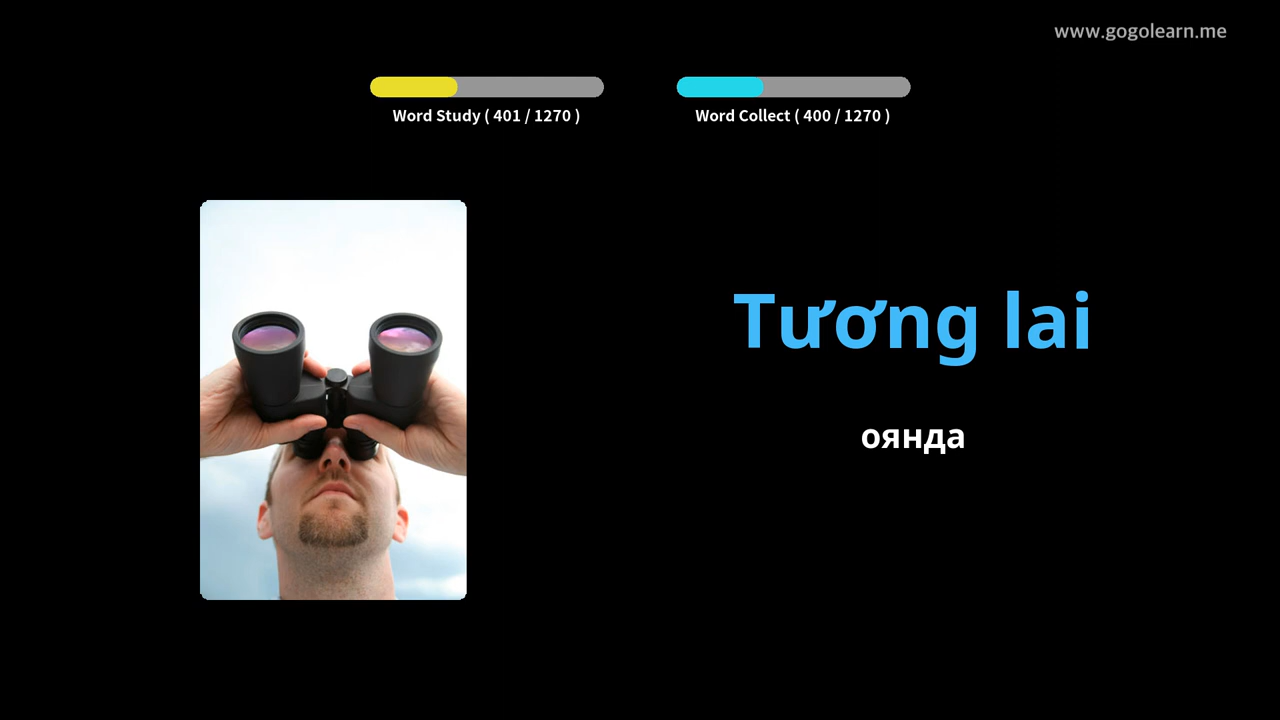 www.gogolearn.me
Word Study ( 401 / 1270 )
Word Collect ( 400 / 1270 )
Tương lai
оянда